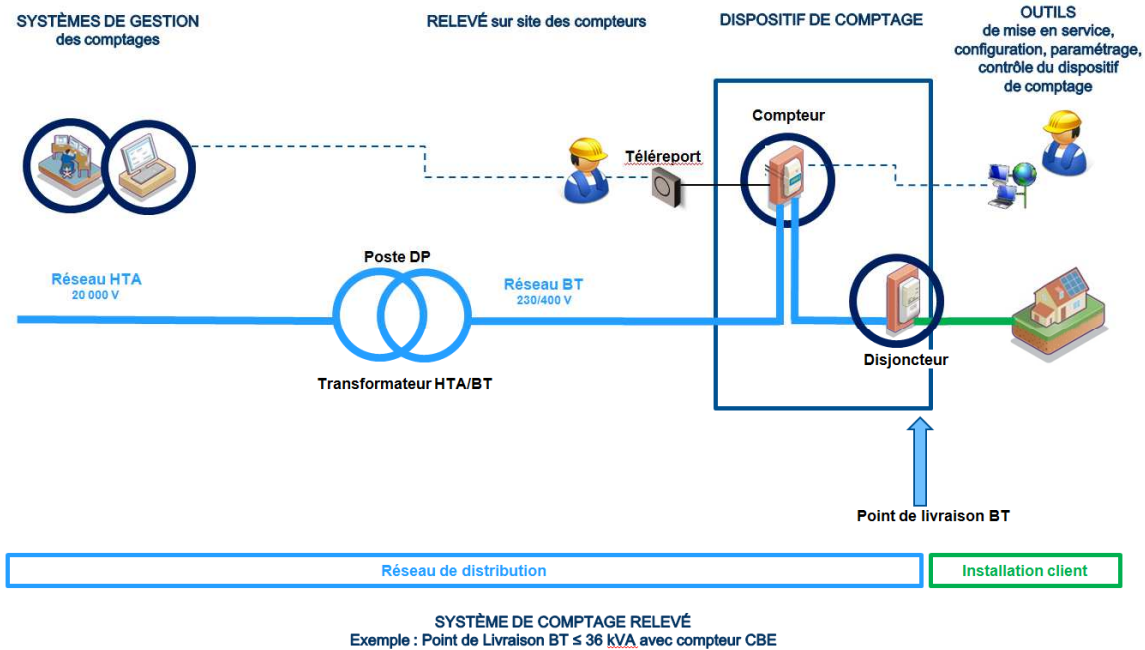 SYSTÈMES DE GESTION
des comptages
RELEVÉ sur site des compteurs
DISPOSITIF DE COMPTAGE
OUTILS
de mise en service,
configuration, paramétrage,
contrôle du dispositif
de comptage
Compteur
Téléreport
Poste DP
Réseau HTA
20 000 V
Réseau BT
230/400 V
Disjoncteur
Transformateur HTA/BT
Point de livraison BT
Réseau de distribution
Installation client
SYSTÈME DE COMPTAGE RELEVÉ
Exemple : Point de Livraison BT ≤ 36 kVA avec compteur CBE